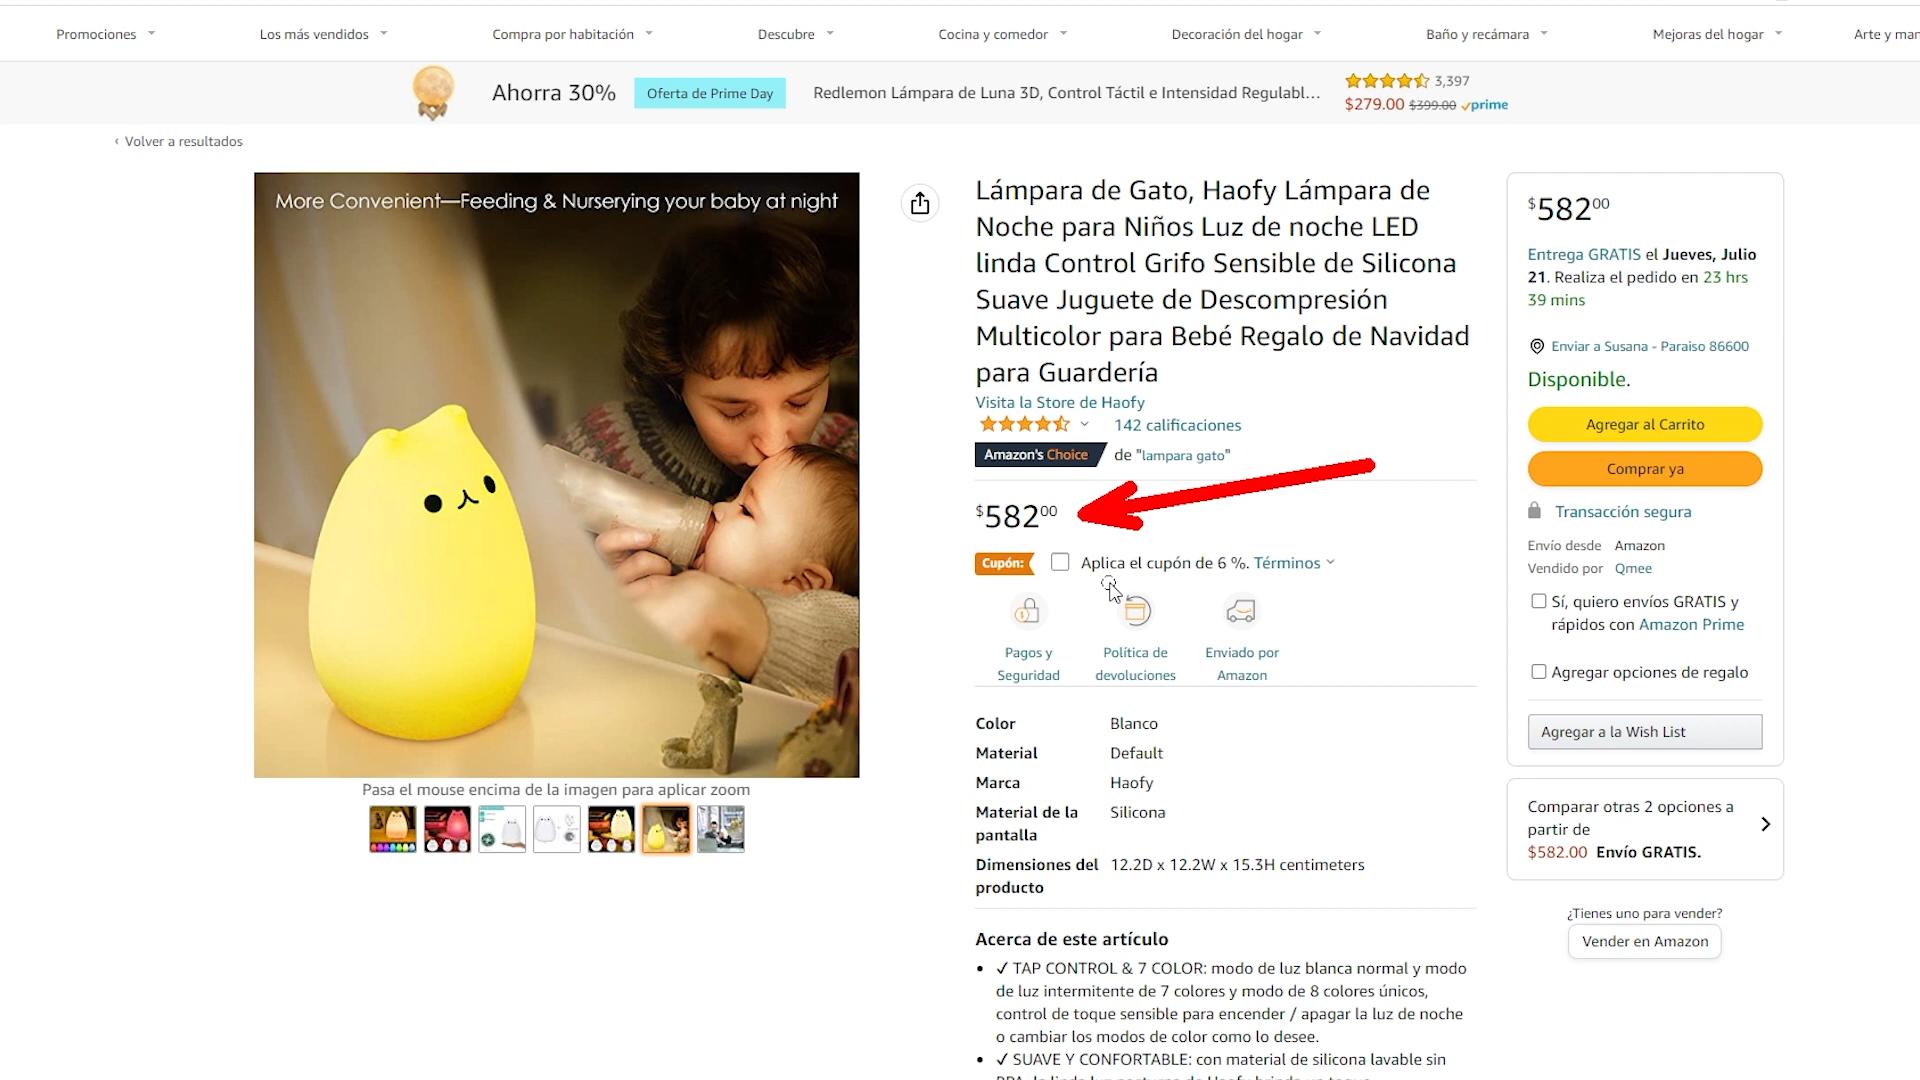 Promociones
Los más vendidos
Compra por habitación
Descubre
Cocina y comedor
Decoración del hogar
Baño y recámara
Mejoras del hogar
Arte y
Ahorra 30%
Oferta de Prime Day
Redlemon Lámpara de Luna 3D, Control Táctil e Intensidad Regulabl...
3,397
$279.00 $399.00 prime
‹ Volver a resultados
More Convenient—Feeding & Nurserying your baby at night
Pasa el mouse encima de la imagen para aplicar zoom
Lámpara de Gato, Haofy Lámpara de
Noche para Niños Luz de noche LED
linda Control Grifo Sensible de Silicona
Suave Juguete de Descompresión
Multicolor para Bebé Regalo de Navidad
para Guardería
Visita la Store de Haofy
142 calificaciones
Amazon's Choice de "lampara gato"
$582.00
Cupón: Aplica el cupón de 6 %. Términos
Pagos y
Seguridad
Política de
devoluciones
Enviado por
Amazon
Color Blanco
Material Default
Marca Haofy
Material de la Silicona
pantalla
Dimensiones del 12.2D x 12.2W x 15.3H centimeters
producto
Acerca de este artículo
• ✓ TAP CONTROL & 7 COLOR: modo de luz blanca normal y modo
de luz intermitente de 7 colores y modo de 8 colores únicos,
control de toque sensible para encender / apagar la luz de noche
o cambiar los modos de color como lo desee.
• ✓ SUAVE Y CONFORTABLE: con material de silicona lavable sin
$582.00
Entrega GRATIS el Jueves, Julio
21. Realiza el pedido en 23 hrs
39 mins
Enviar a Susana - Paraiso 86600
Disponible.
Agregar al Carrito
Comprar ya
Transacción segura
Envío desde Amazon
Vendido por Qmee
Sí, quiero envíos GRATIS y
rápidos con Amazon Prime
Agregar opciones de regalo
Agregar a la Wish List
Comparar otras 2 opciones a
partir de
$582.00 Envío GRATIS.
¿Tienes uno para vender?
Vender en Amazon